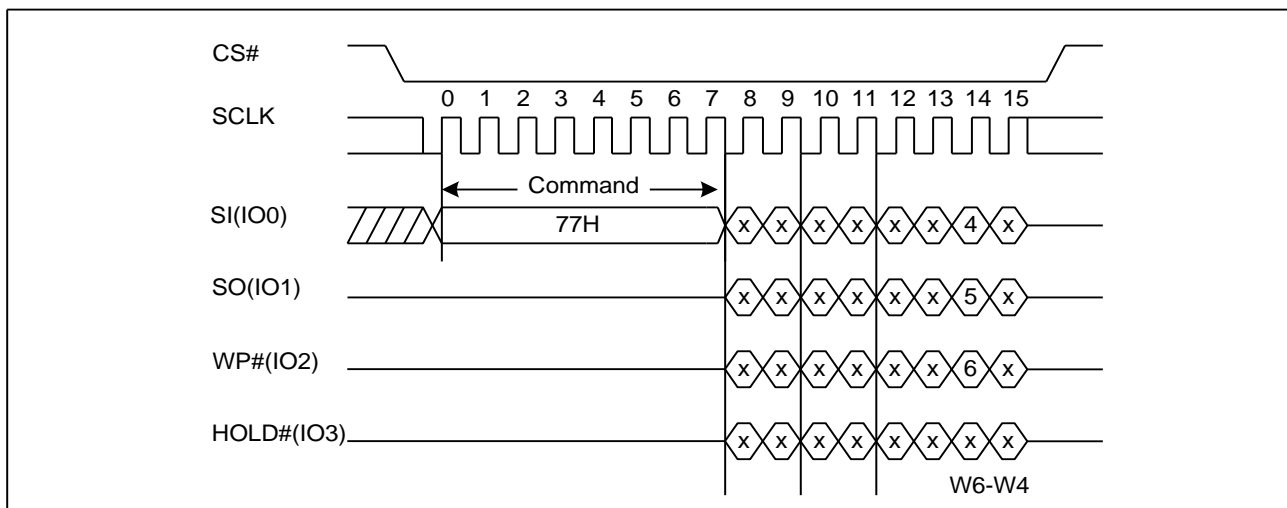 CS#
0 1 2 3 4 5 6 7 8 9 10 11 12 13 14 15
SCLK
Command
SI(IO0) 77H x x x x x x 4 x
SO(IO1) x x x x x x 5 x
WP#(IO2) x x x x x x 6 x
HOLD#(IO3) x x x x x x x x
W6-W4